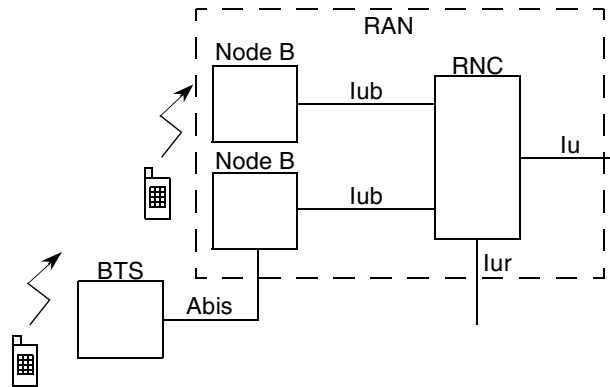 RAN
Node B
RNC
Iub
Iu
Node B
Iub
Iur
BTS
Abis